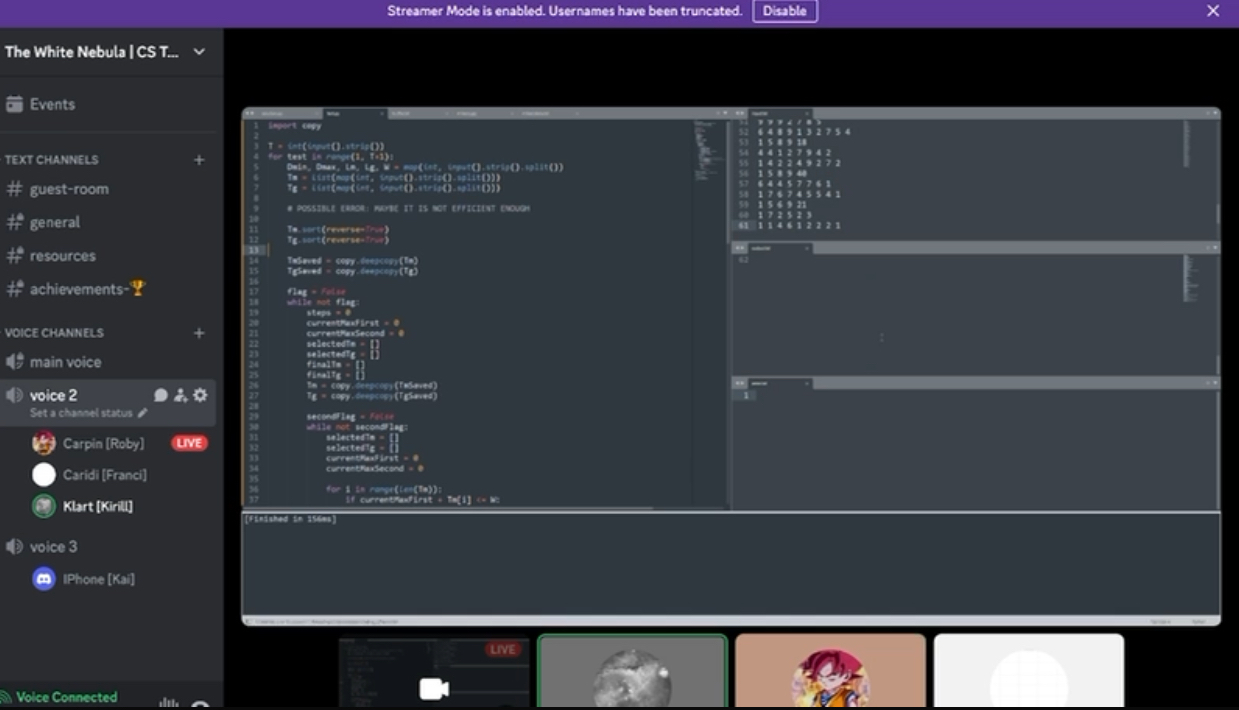 Streamer Mode is enabled. Usernames have been truncated. Disable
The White Nebula | CS T...
Events
TEXT CHANNELS
guest-room
general
resources
achievements-🏆
VOICE CHANNELS
main voice
voice 2
Set a channel status
Carpin [Roby] LIVE
Caridi [Franci]
Klart [Kirill]
voice 3
IPhone [Kai]
Voice Connected
1 import copy
2
3 T = int(input().strip())
4 for test in range(1, T+1):
5 Dmin, Dmax, Lm, Lg, W = map(int, input().strip().split())
6 Tm = list(map(int, input().strip().split()))
7 Tg = list(map(int, input().strip().split()))
8
9 # POSSIBLE ERROR: MAYBE IT IS NOT EFFICIENT ENOUGH
10
11 Tm.sort(reverse=True)
12 Tg.sort(reverse=True)
13
14 TmSaved = copy.deepcopy(Tm)
15 TgSaved = copy.deepcopy(Tg)
16
17 flag = False
18 while not flag:
19 steps = 0
20 currentMaxFirst = 0
21 currentMaxSecond = 0
22 selectedTm = []
23 selectedTg = []
24 finalTm = []
25 finalTg = []
26 Tm = copy.deepcopy(TmSaved)
27 Tg = copy.deepcopy(TgSaved)
28
29 secondFlag = False
30 while not secondFlag:
31 selectedTm = []
32 selectedTg = []
33 currentMaxFirst = 0
34 currentMaxSecond = 0
35
36 for i in range(len(Tm)):
37 if currentMaxFirst + Tm[i] <= W:
52 6 4 8 9 1 3 2 7 5 4
53 1 5 8 9 18
54 4 4 1 2 7 9 4 2
55 1 4 2 2 4 9 2 7 2
56 1 5 8 9 40
57 6 4 4 5 7 7 6 1
58 1 7 6 7 4 5 5 4 1
59 1 5 6 9 21
60 1 7 2 5 2 3
61 1 1 4 6 1 2 2 2 1
62
1
[Finished in 156ms]
LIVE